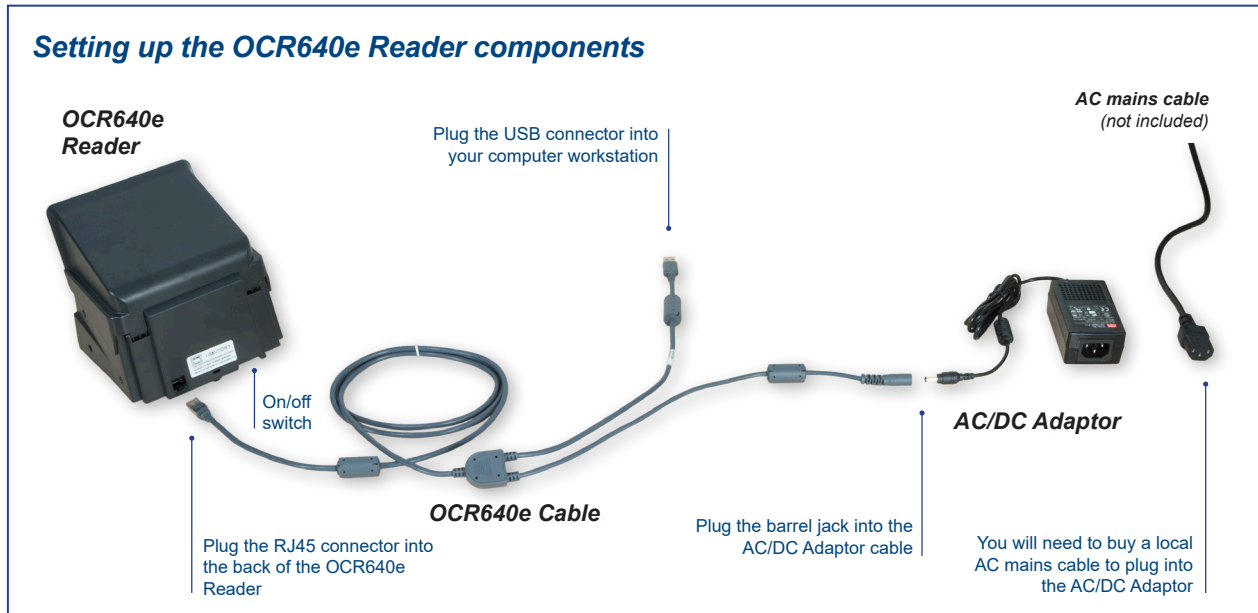 Setting up the OCR640e Reader components
OCR640e
Reader
Plug the USB connector into
your computer workstation
AC mains cable
(not included)
On/off
switch
AC/DC Adaptor
OCR640e Cable
Plug the RJ45 connector into
the back of the OCR640e
Reader
Plug the barrel jack into the
AC/DC Adaptor cable
You will need to buy a local
AC mains cable to plug into
the AC/DC Adaptor